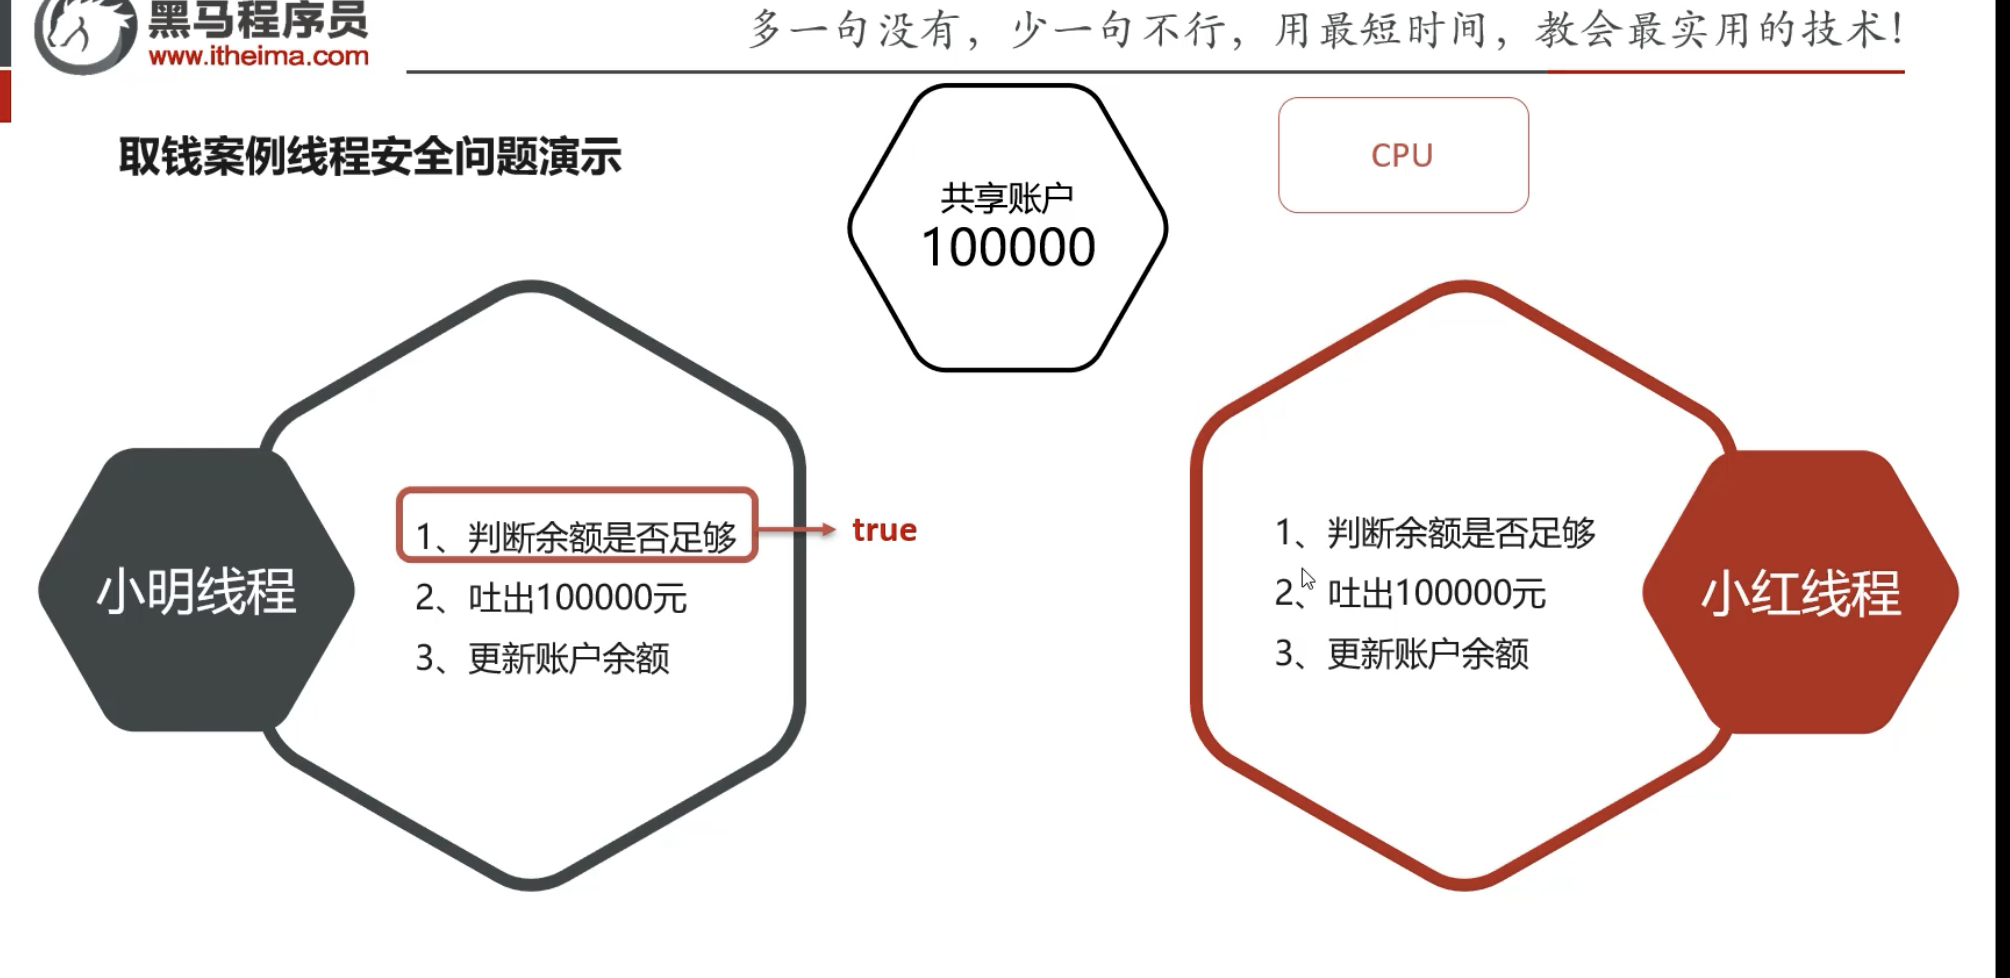 黑马程序员
www.itheima.com
多一句没有，少一句不行，用最短时间，教会最实用的技术！
取钱案例线程安全问题演示
共享账户
100000
CPU
小明线程
1、判断余额是否足够
true
2、吐出100000元
3、更新账户余额
1、判断余额是否足够
2、吐出100000元
3、更新账户余额
小红线程